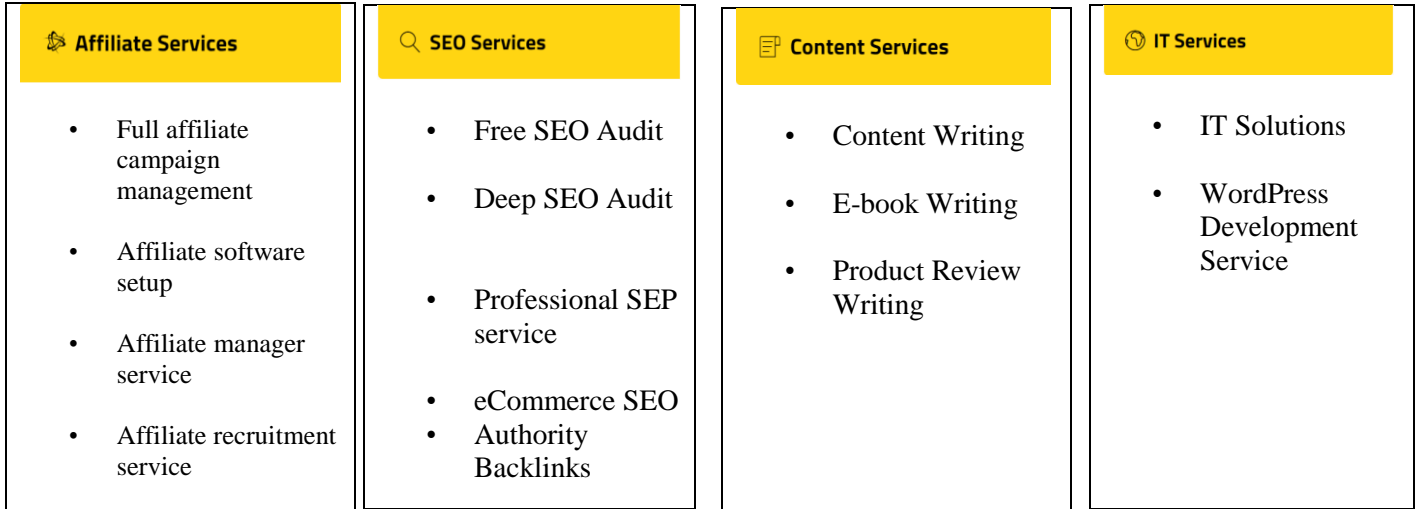 Affiliate Services
• Full affiliate
campaign
management
• Affiliate software
setup
• Affiliate manager
service
• Affiliate recruitment
service
SEO Services
• Free SEO Audit
• Deep SEO Audit
• Professional SEP
service
• eCommerce SEO
• Authority
Backlinks
Content Services
• Content Writing
• E-book Writing
• Product Review
Writing
IT Services
• IT Solutions
• WordPress
Development
Service